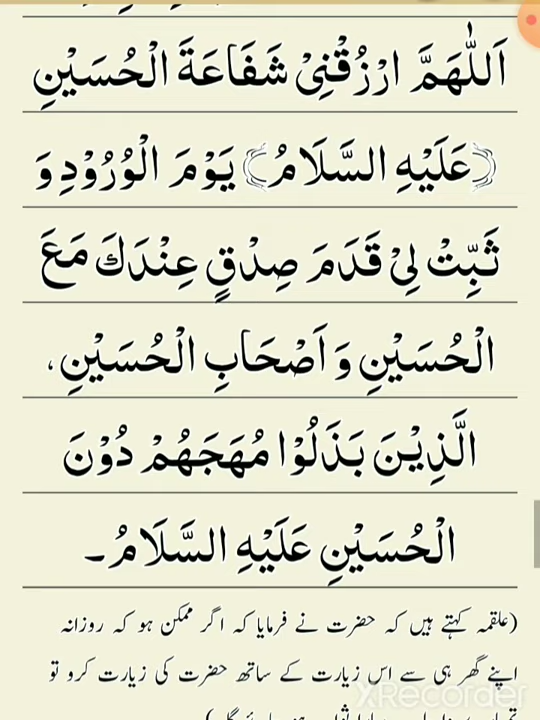 اَللّٰهُمَّ ارْزُقْنِىْ شَفَاعَةَ الْحُسَيْنِ
﴿عَلَيْهِ السَّلَامُ﴾ يَوْمَ الْوُرُوْدِ وَ
ثَبِّتْ لِىْ قَدَمَ صِدْقٍ عِنْدَكَ مَعَ
الْحُسَيْنِ وَ اَصْحَابِ الْحُسَيْنِ،
الَّذِيْنَ بَذَلُوْا مُهَجَهُمْ دُوْنَ
الْحُسَيْنِ عَلَيْهِ السَّلَامُ۔
(علقمہ کہتے ہیں کہ حضرت نے فرمایا کہ اگر ممکن ہو کہ روزانہ
اپنے گھر ہی سے اس زیارت کے ساتھ حضرت کی زیارت کرو تو
XRecorder